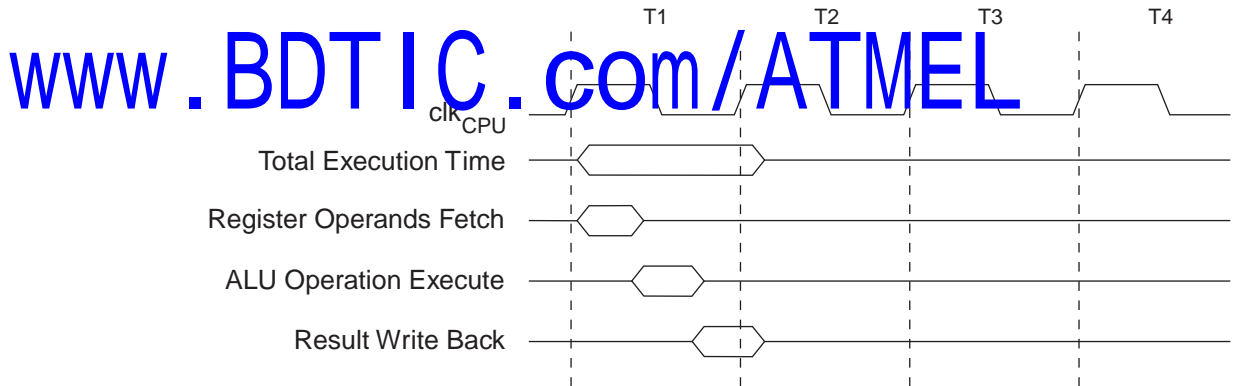 T1 T2 T3 T4
www.BDTIC.com/ATMEL
clkCPU
Total Execution Time
Register Operands Fetch
ALU Operation Execute
Result Write Back